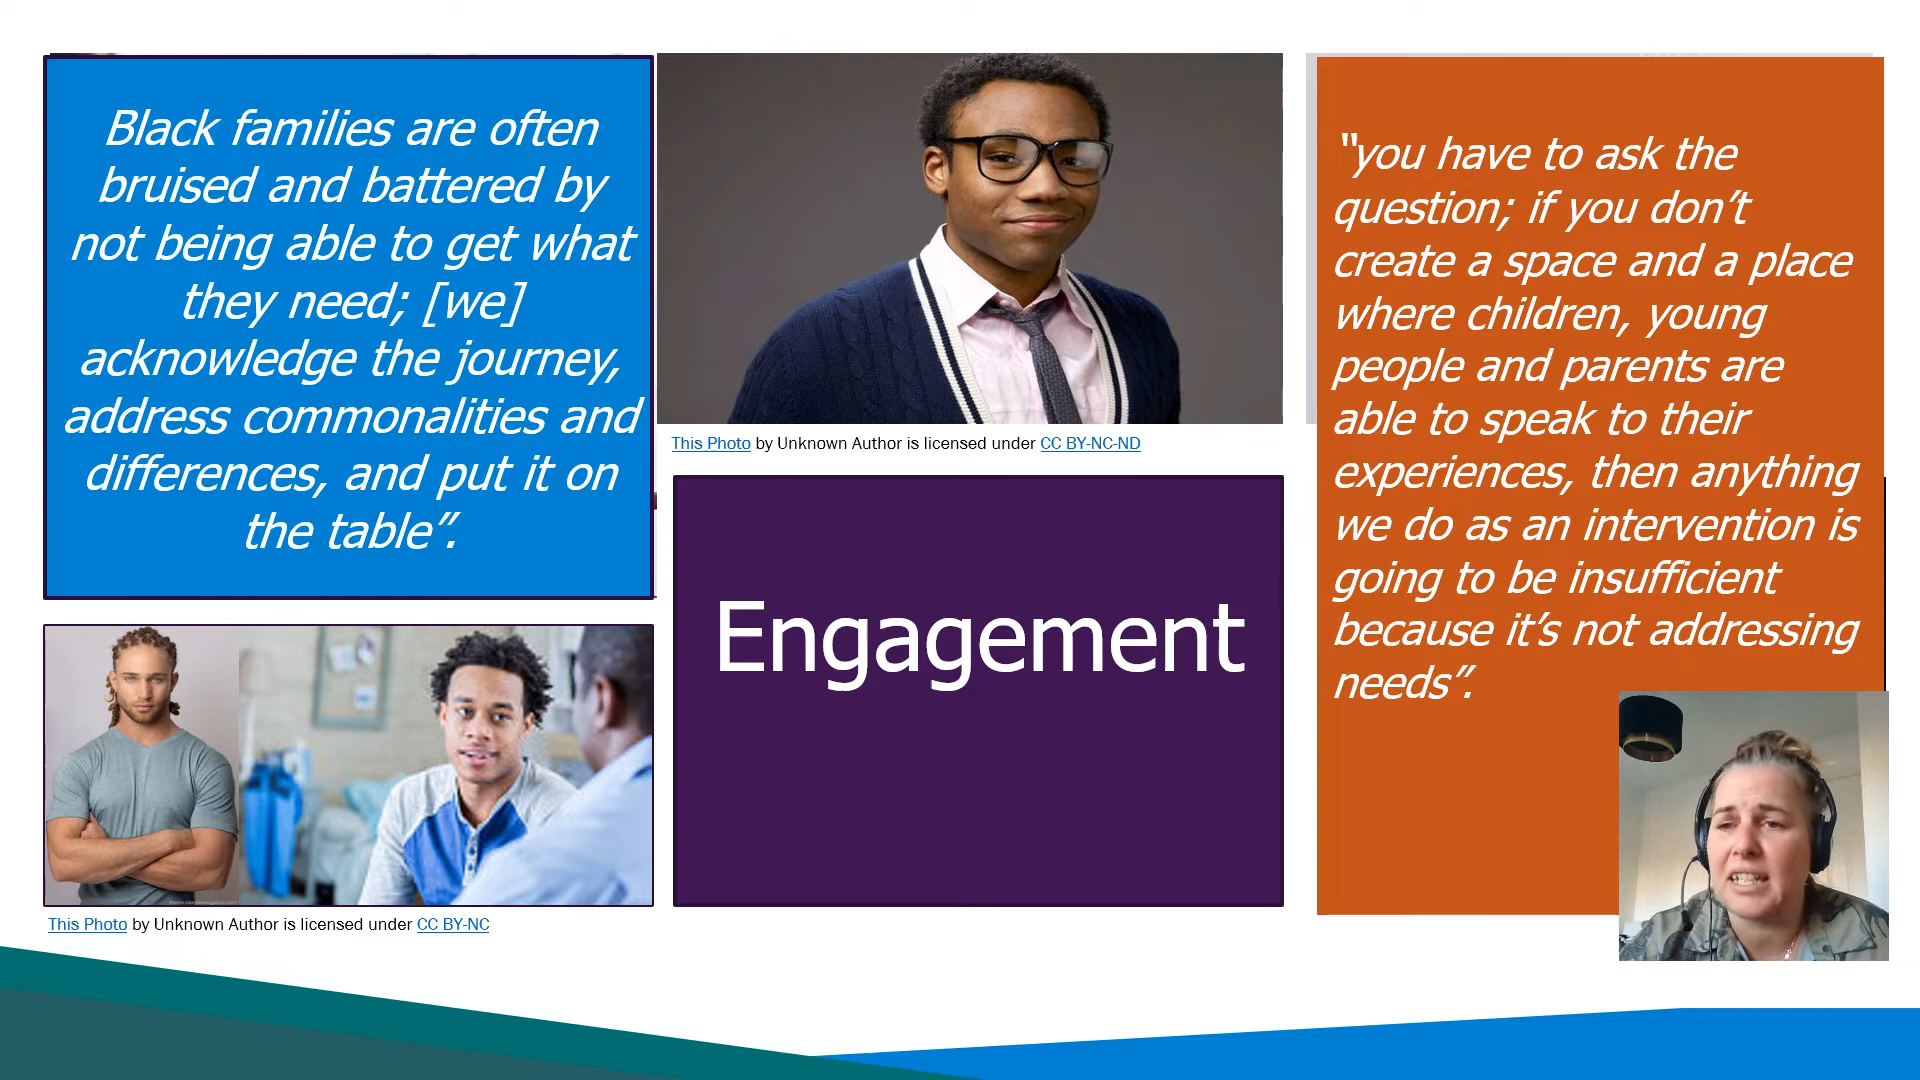 Black families are often
bruised and battered by
not being able to get what
they need; [we]
acknowledge the journey,
address commonalities and
differences, and put it on
the table”.
This Photo by Unknown Author is licensed under CC BY-NC
This Photo by Unknown Author is licensed under CC BY-NC-ND
Engagement
“you have to ask the
question; if you don’t
create a space and a place
where children, young
people and parents are
able to speak to their
experiences, then anything
we do as an intervention is
going to be insufficient
because it’s not addressing
needs”.